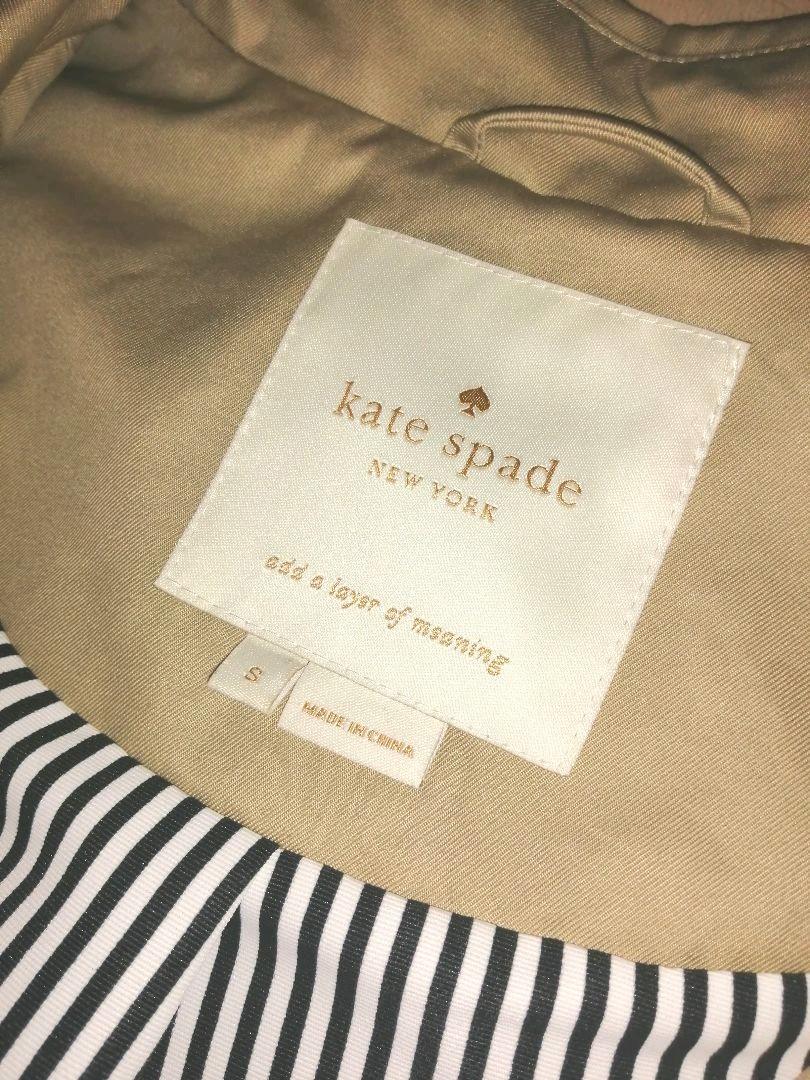 kate spade
NEW YORK
add a layer of meaning
S
MADE IN CHINA